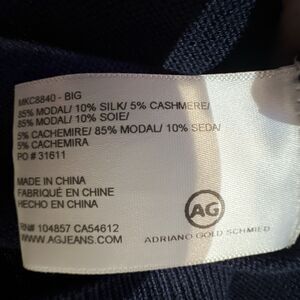 MKC8840 - BIG
85% MODAL/ 10% SILK/ 5% CASHMERE/
85% MODAL/ 10% SOIE/
5% CACHEMIRE/ 85% MODAL/ 10% SEDA/
5% CACHEMIRA
PO # 31611
MADE IN CHINA
FABRIQUÉ EN CHINE
HECHO EN CHINA
RN# 104857 CA54612
WWW.AGJEANS.COM
AG
ADRIANO GOLDSCHMIED